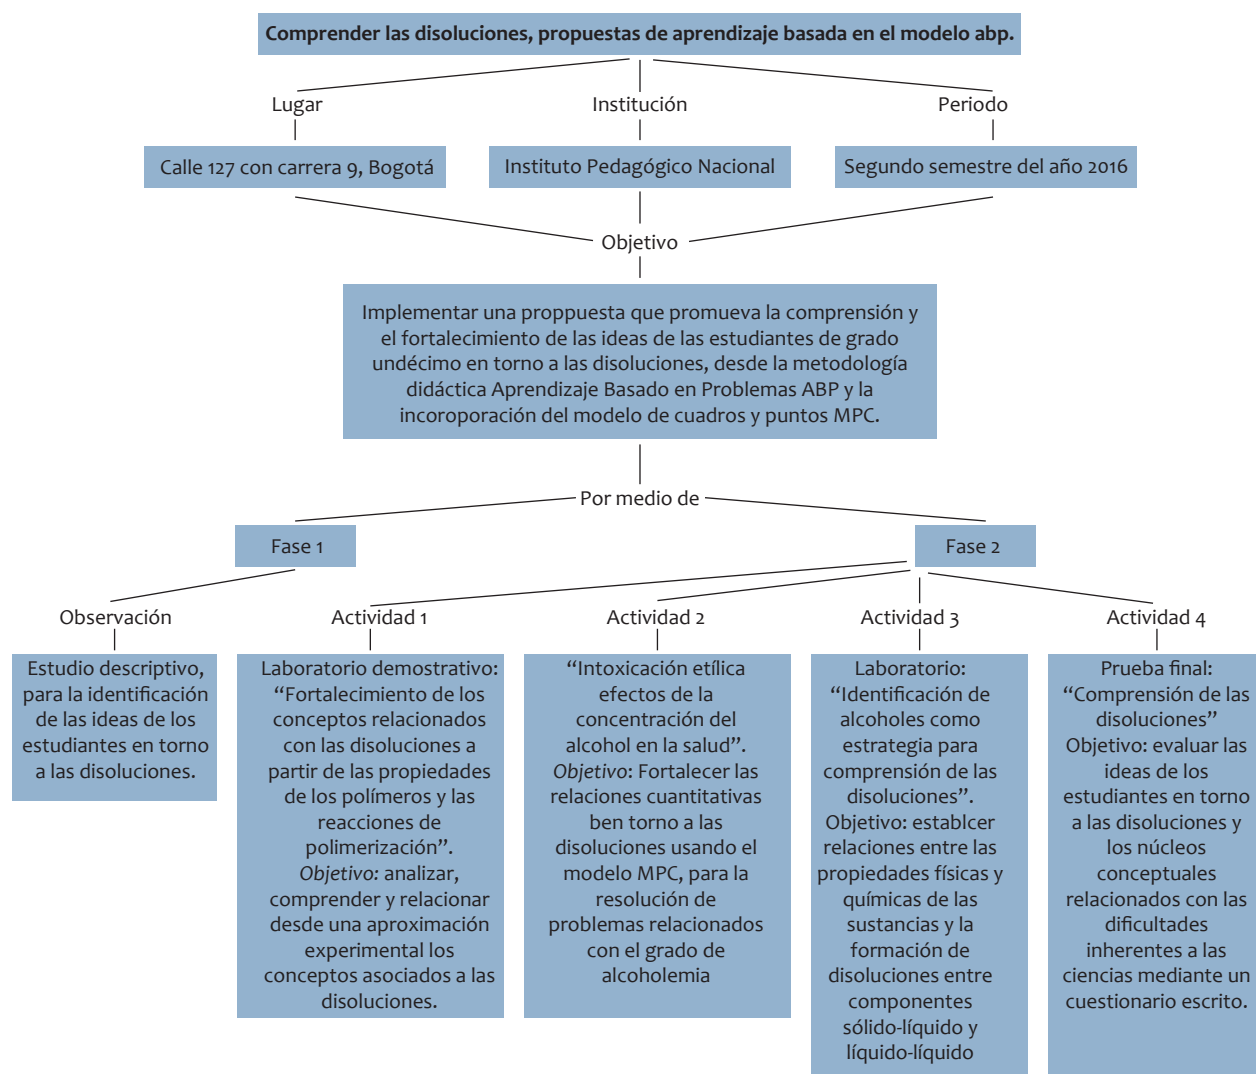 Comprender las disoluciones, propuestas de aprendizaje basada en el modelo abp.
Lugar
Institución
Periodo
Calle 127 con carrera 9, Bogotá
Instituto Pedagógico Nacional
Segundo semestre del año 2016
Objetivo
Implementar una proppuesta que promueva la comprensión y
el fortalecimiento de las ideas de las estudiantes de grado
undécimo en torno a las disoluciones, desde la metodología
didáctica Aprendizaje Basado en Problemas ABP y la
incoroporación del modelo de cuadros y puntos MPC.
Por medio de
Fase 1
Fase 2
Observación
Actividad 1
Actividad 2
Actividad 3
Actividad 4
Estudio descriptivo,
para la identificación
de las ideas de los
estudiantes en torno
a las disoluciones.
Laboratorio demostrativo:
“Fortalecimiento de los
conceptos relacionados
con las disoluciones a
partir de las propiedades
de los polímeros y las
reacciones de
polimerización”.
Objetivo: analizar,
comprender y relacionar
desde una aproximación
experimental los
conceptos asociados a las
disoluciones.
“Intoxicación etílica
efectos de la
concentración del
alcohol en la salud”.
Objetivo: Fortalecer las
relaciones cuantitativas
ben torno a las
disoluciones usando el
modelo MPC, para la
resolución de
problemas relacionados
con el grado de
alcoholemia
Laboratorio:
“Identificación de
alcoholes como
estrategia para
comprensión de las
disoluciones”.
Objetivo: establcer
relaciones entre las
propiedades físicas y
químicas de las
sustancias y la
formación de
disoluciones entre
componentes
sólido-líquido y
líquido-líquido
Prueba final:
“Comprensión de las
disoluciones”
Objetivo: evaluar las
ideas de los
estudiantes en torno
a las disoluciones y
los núcleos
conceptuales
relacionados con las
dificultades
inherentes a las
ciencias mediante un
cuestionario escrito.